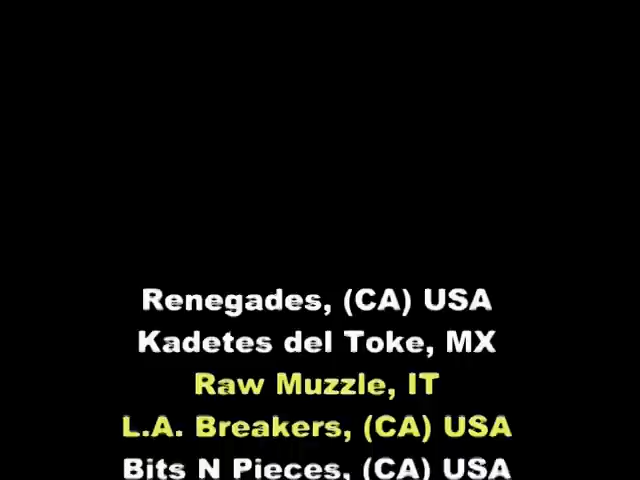 Renegades, (CA) USA
Kadetes del Toke, MX
Raw Muzzle, IT
L.A. Breakers, (CA) USA
Bits N Pieces, (CA) USA